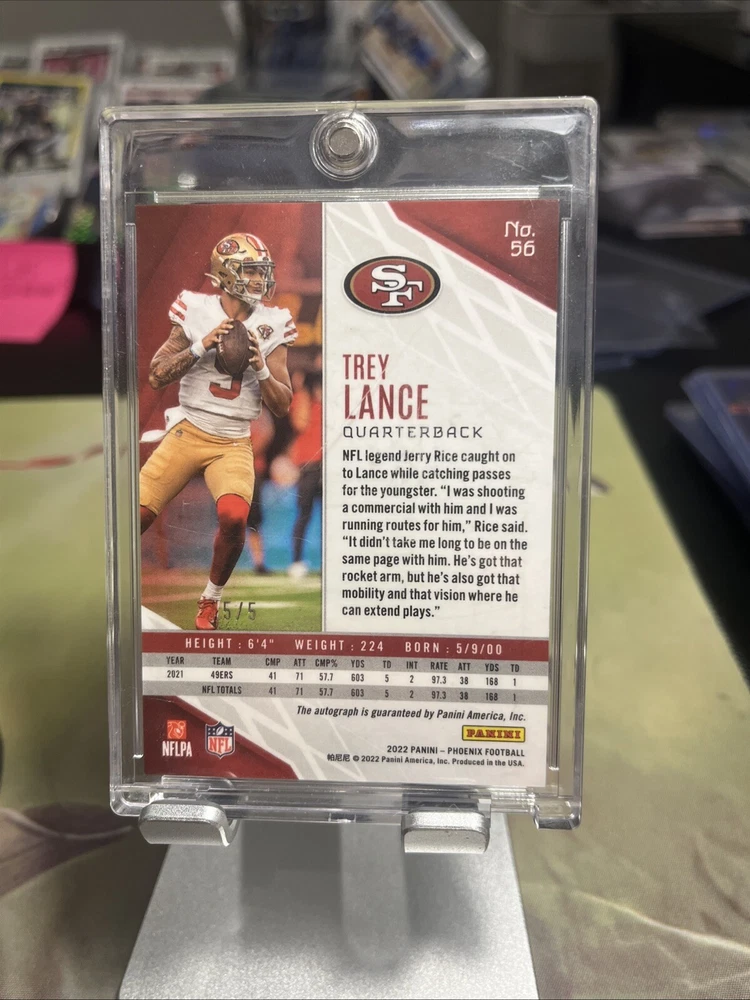 No.
56
SF
TREY
LANCE
QUARTERBACK
NFL legend Jerry Rice caught on
to Lance while catching passes
for the youngster. “I was shooting
a commercial with him and I was
running routes for him,” Rice said.
“It didn’t take me long to be on the
same page with him. He’s got that
rocket arm, but he’s also got that
mobility and that vision where he
can extend plays.”
5
5/5
HEIGHT : 6'4" WEIGHT : 224 BORN : 5/9/00
YEAR TEAM CMP ATT CMP% YDS TD INT RATE ATT YDS TD
2021 49ERS 41 71 57.7 603 5 2 97.3 38 168 1
NFL TOTALS 41 71 57.7 603 5 2 97.3 38 168 1
The autograph is guaranteed by Panini America, Inc.
PANINI
NFLPA
NFL
2022 PANINI – PHOENIX FOOTBALL
帕尼尼 © 2022 Panini America, Inc. Produced in the USA.